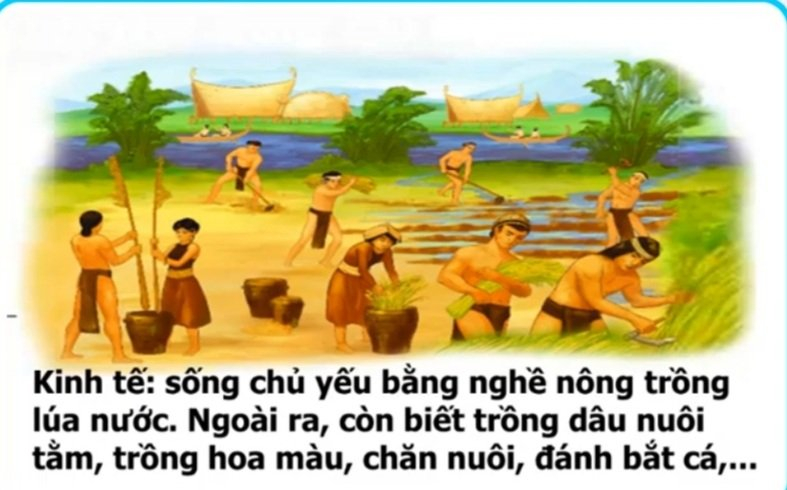 Kinh tế: sống chủ yếu bằng nghề nông trồng
lúa nước. Ngoài ra, còn biết trồng dâu nuôi
tằm, trồng hoa màu, chăn nuôi, đánh bắt cá,...